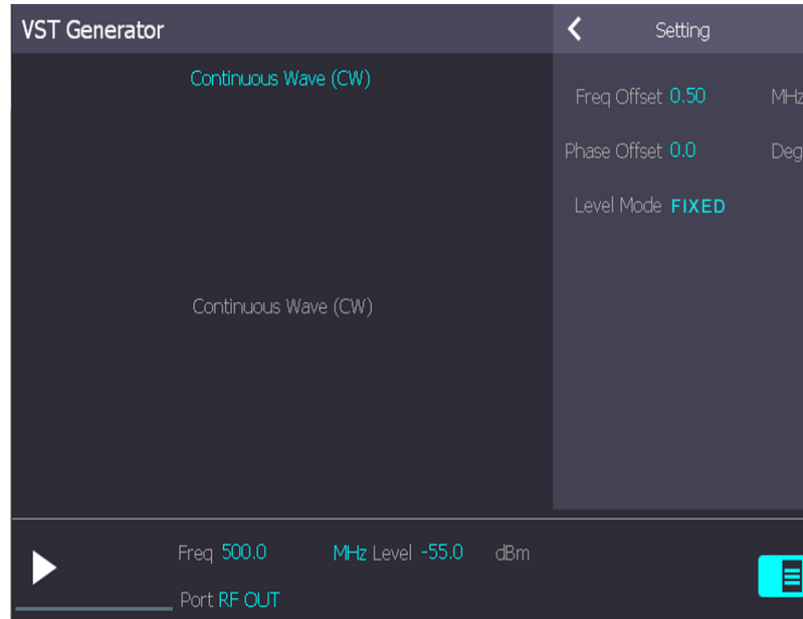 VST Generator
Setting
Continuous Wave (CW)
Freq Offset 0.50 MHz
Phase Offset 0.0 Deg
Level Mode FIXED
Continuous Wave (CW)
Freq 500.0 MHz Level -55.0 dBm
Port RF OUT